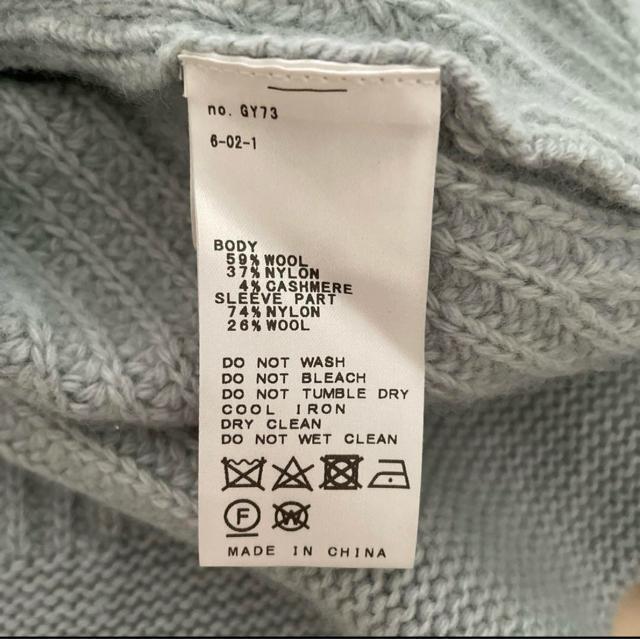 no. GY73
6-02-1
BODY
59% WOOL
37% NYLON
4% CASHMERE
SLEEVE PART
74% NYLON
26% WOOL
DO NOT WASH
DO NOT BLEACH
DO NOT TUMBLE DRY
COOL IRON
DRY CLEAN
DO NOT WET CLEAN
F W
MADE IN CHINA